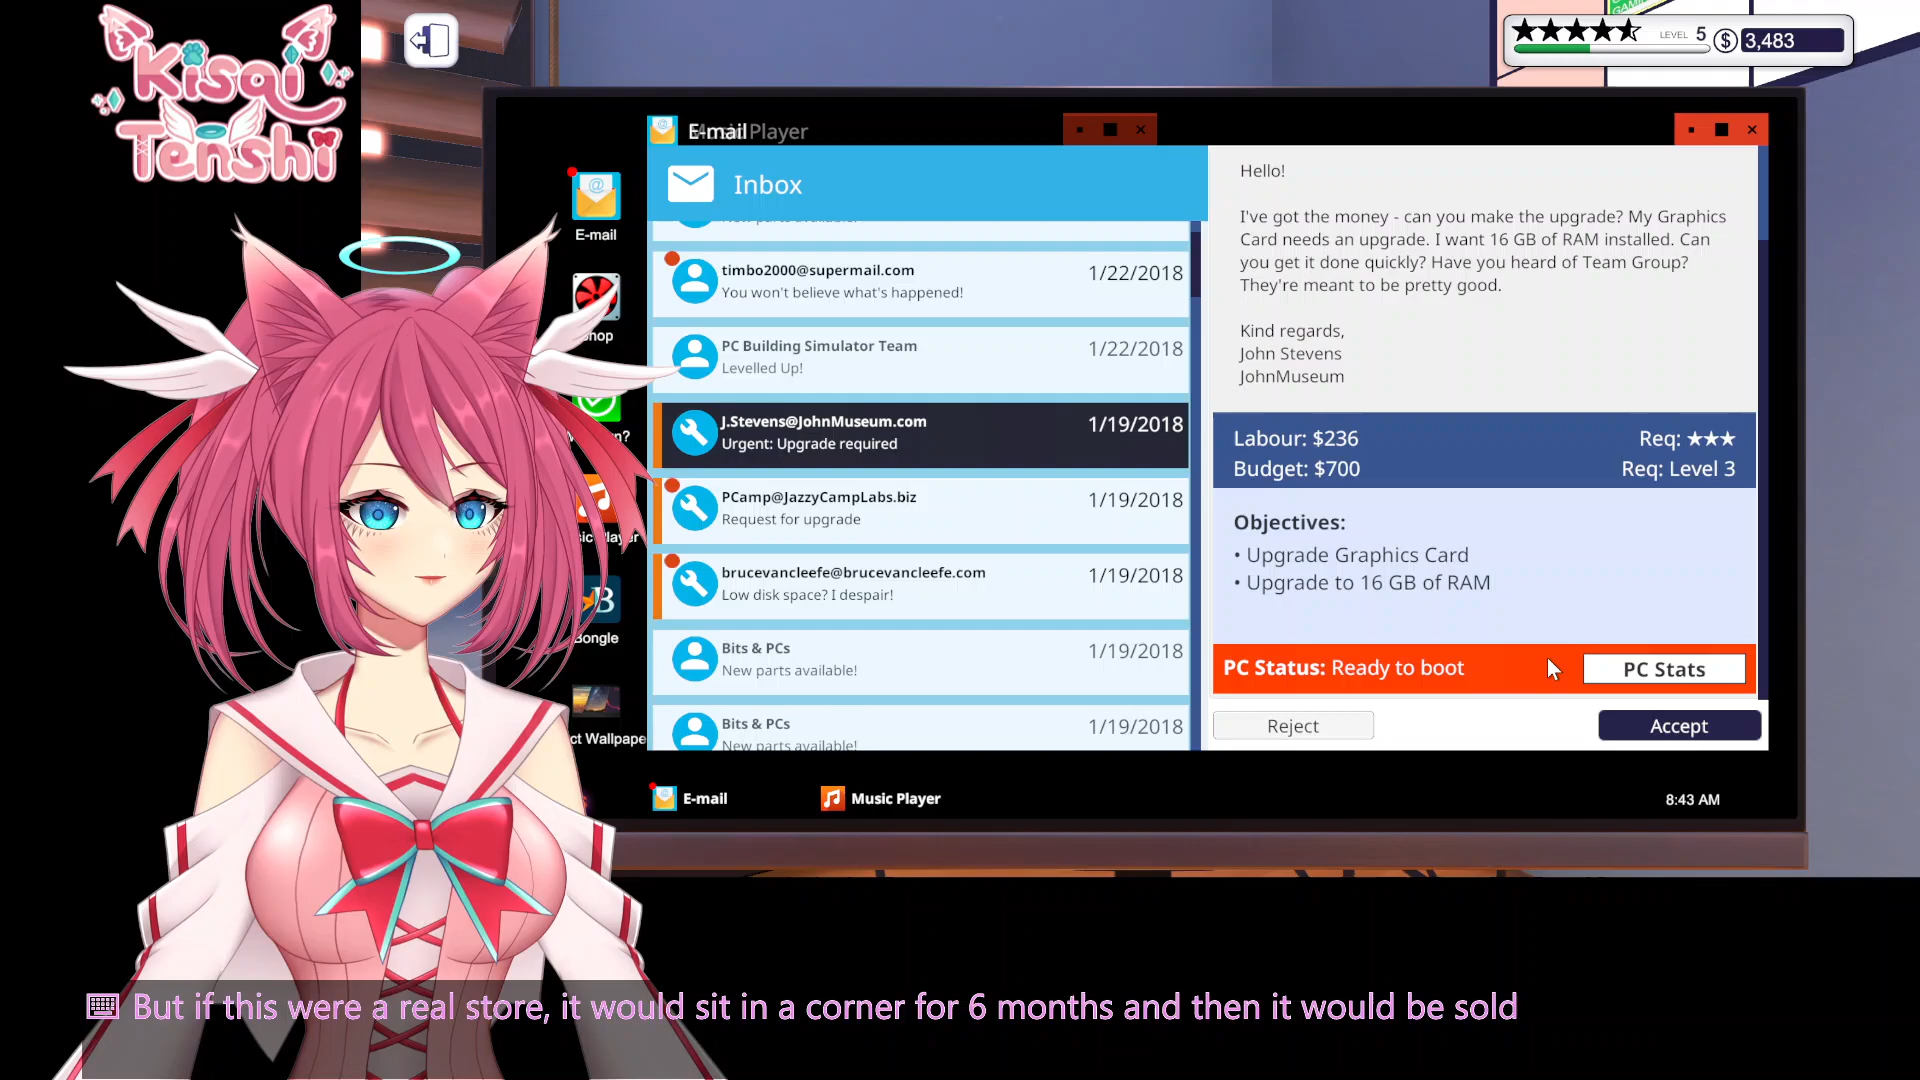 Kisai
Tenshi
LEVEL 5
$ 3,483
E-mail
Player
E-mail
Inbox
New parts available!
timbo2000@supermail.com
1/22/2018
You won't believe what's happened!
PC Building Simulator Team
1/22/2018
Levelled Up!
J.Stevens@JohnMuseum.com
1/19/2018
Urgent: Upgrade required
PCamp@JazzyCampLabs.biz
1/19/2018
Request for upgrade
brucevancleefe@brucevancleefe.com
1/19/2018
Low disk space? I despair!
Bits & PCs
1/19/2018
New parts available!
Bits & PCs
1/19/2018
New parts available!
hop
n?
sic Player
B
Bongle
ct Wallpape
Hello!
I've got the money - can you make the upgrade? My Graphics
Card needs an upgrade. I want 16 GB of RAM installed. Can
you get it done quickly? Have you heard of Team Group?
They're meant to be pretty good.
Kind regards,
John Stevens
JohnMuseum
Labour: $236
Req: ★★★
Budget: $700
Req: Level 3
Objectives:
• Upgrade Graphics Card
• Upgrade to 16 GB of RAM
PC Status: Ready to boot
PC Stats
Reject
Accept
E-mail
Music Player
8:43 AM
But if this were a real store, it would sit in a corner for 6 months and then it would be sold